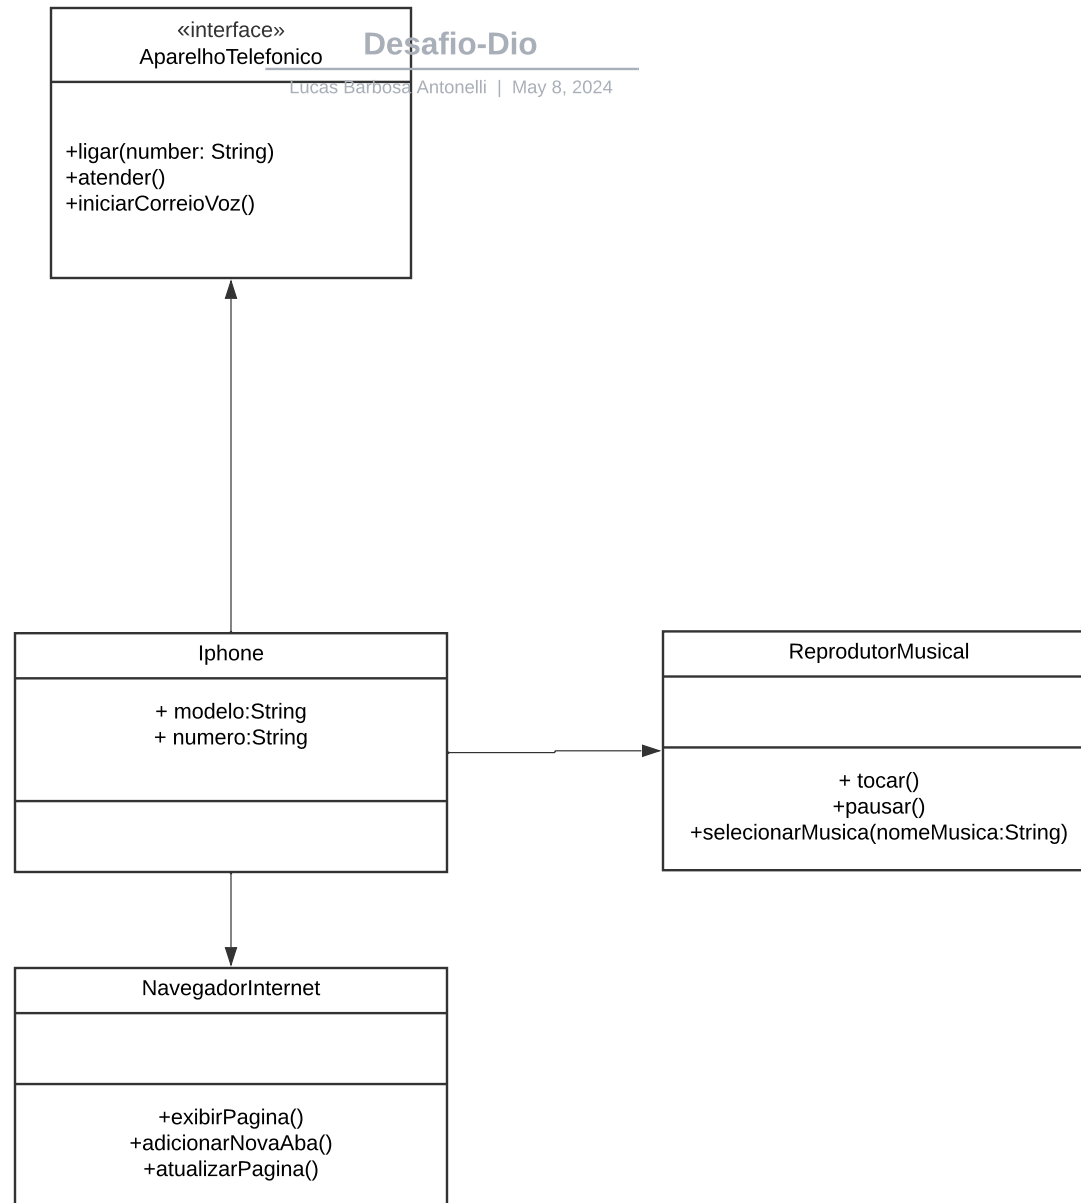 «interface»
AparelhoTelefonico
Desafio-Dio
Lucas Barbosa Antonelli | May 8, 2024
+ligar(number: String)
+atender()
+iniciarCorreioVoz()
Iphone
+ modelo:String
+ numero:String
ReprodutorMusical
+ tocar()
+pausar()
+selecionarMusica(nomeMusica:String)
NavegadorInternet
+exibirPagina()
+adicionarNovaAba()
+atualizarPagina()